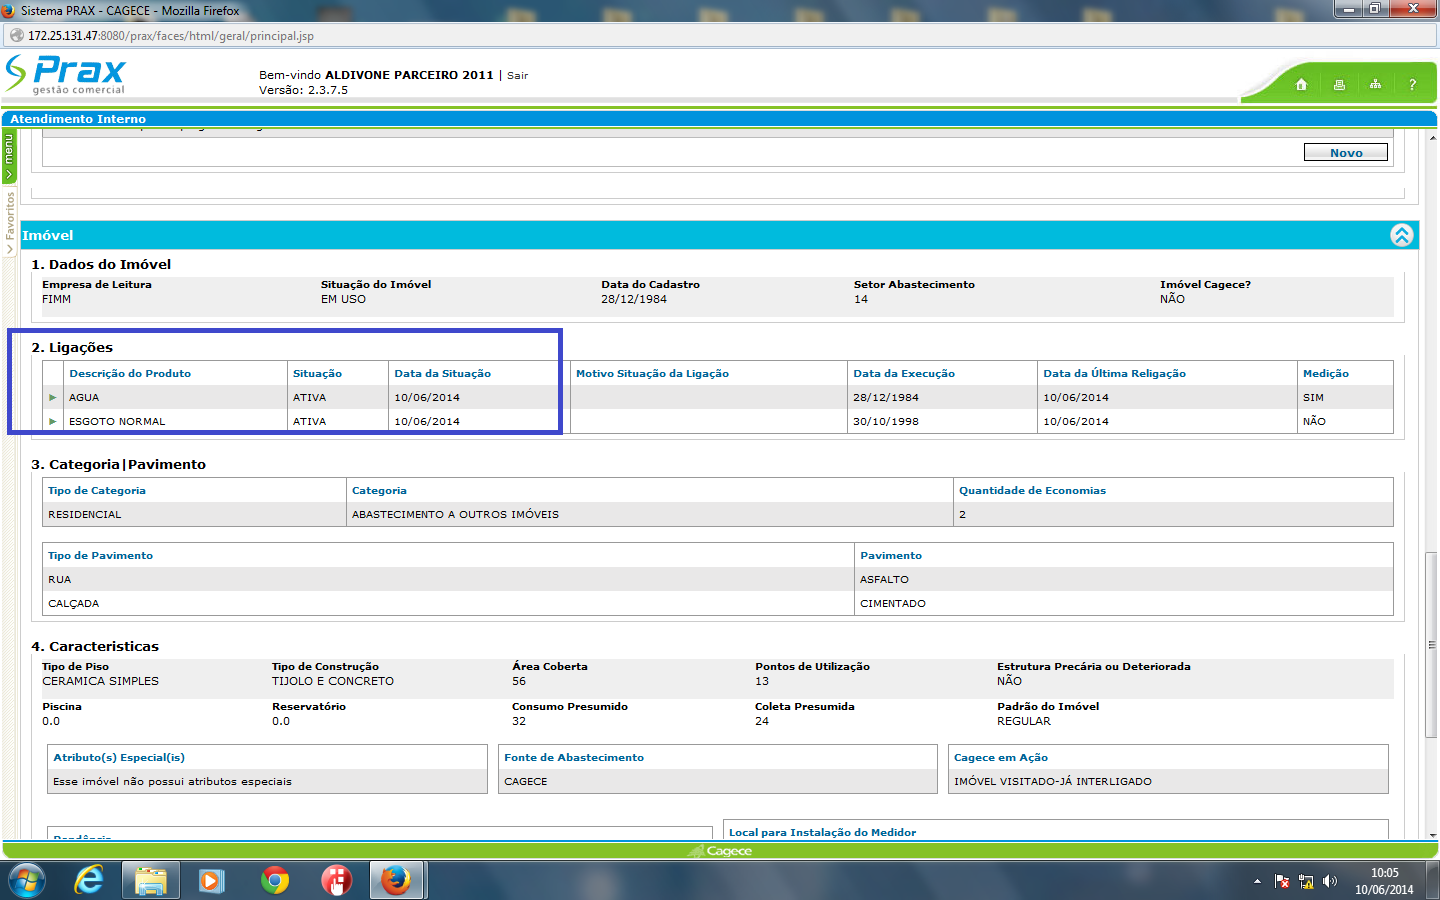 Sistema PRAX - CAGECE - Mozilla Firefox
172.25.131.47:8080/prax/faces/html/geral/principal.jsp
Prax
gestão comercial
Bem-vindo ALDIVONE PARCEIRO 2011 | Sair
Versão: 2.3.7.5
?
Atendimento Interno
menu
Favoritos
Novo
Imóvel
1. Dados do Imóvel
Empresa de Leitura Situação do Imóvel Data do Cadastro Setor Abastecimento Imóvel Cagece?
FIMM EM USO 28/12/1984 14 NÃO
2. Ligações
Descrição do Produto Situação Data da Situação Motivo Situação da Ligação Data da Execução Data da Última Religação Medição
AGUA ATIVA 10/06/2014 28/12/1984 10/06/2014 SIM
ESGOTO NORMAL ATIVA 10/06/2014 30/10/1998 10/06/2014 NÃO
3. Categoria|Pavimento
Tipo de Categoria Categoria Quantidade de Economias
RESIDENCIAL ABASTECIMENTO A OUTROS IMÓVEIS 2
Tipo de Pavimento Pavimento
RUA ASFALTO
CALÇADA CIMENTADO
4. Caracteristicas
Tipo de Piso Tipo de Construção Área Coberta Pontos de Utilização Estrutura Precária ou Deteriorada
CERAMICA SIMPLES TIJOLO E CONCRETO 56 13 NÃO
Piscina Reservatório Consumo Presumido Coleta Presumida Padrão do Imóvel
0.0 0.0 32 24 REGULAR
Atributo(s) Especial(is) Fonte de Abastecimento Cagece em Ação
Esse imóvel não possui atributos especiais CAGECE IMÓVEL VISITADO-JÁ INTERLIGADO
Local para Instalação do Medidor
Cagece
10:05
10/06/2014